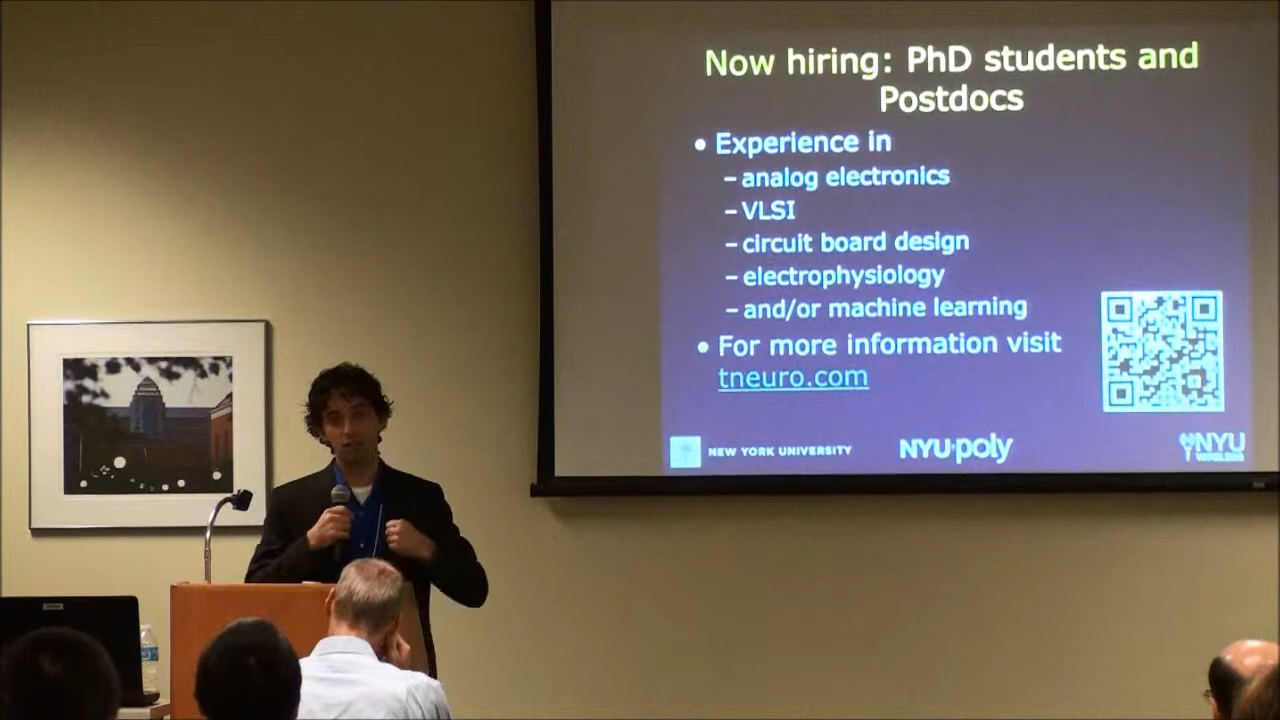 Now hiring: PhD students and
Postdocs
• Experience in
– analog electronics
– VLSI
– circuit board design
– electrophysiology
– and/or machine learning
• For more information visit
tneuro.com
NEW YORK UNIVERSITY
NYU·poly
NYU
WIRELESS